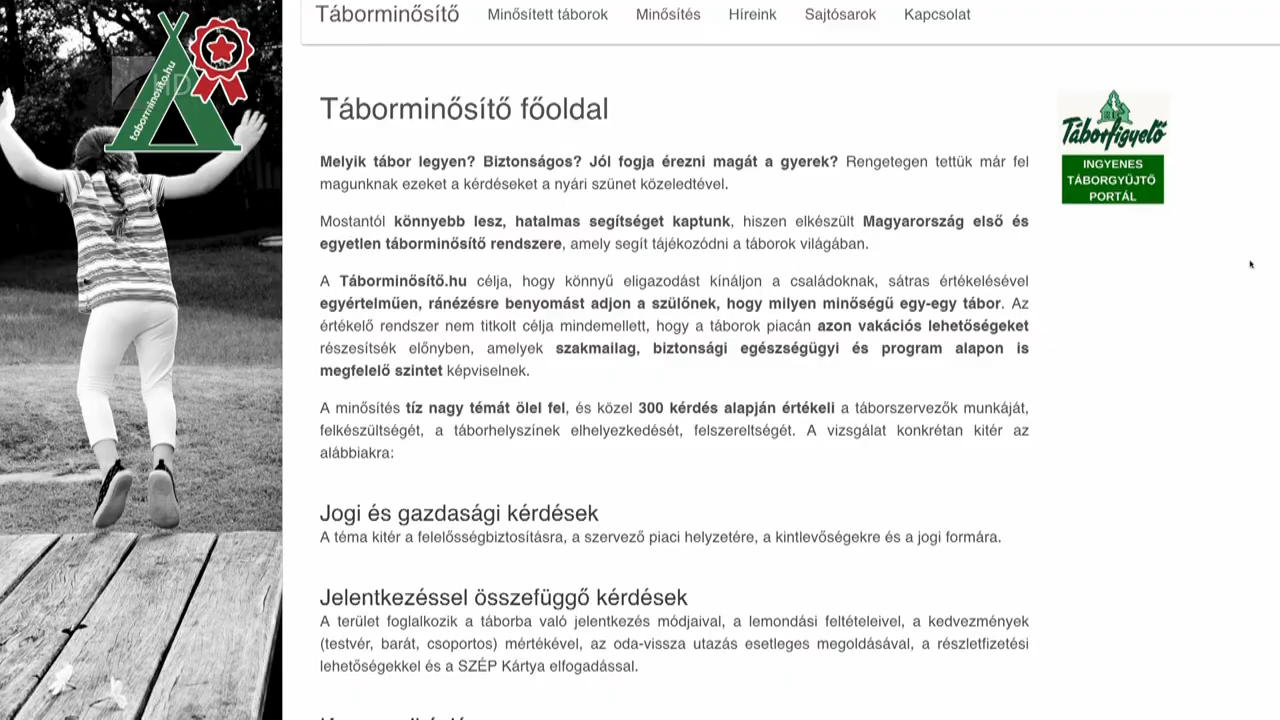 Táborminősítő Minősített táborok Minősítés Híreink Sajtósarok Kapcsolat
taborminosito.hu
HD
Táborminősítő főoldal
Táborfigyelő
INGYENES
TÁBORGYŰJTŐ
PORTÁL
Melyik tábor legyen? Biztonságos? Jól fogja érezni magát a gyerek? Rengetegen tettük már fel
magunknak ezeket a kérdéseket a nyári szünet közeledtével.
Mostantól könnyebb lesz, hatalmas segítséget kaptunk, hiszen elkészült Magyarország első és
egyetlen táborminősítő rendszere, amely segít tájékozódni a táborok világában.
A Táborminősítő.hu célja, hogy könnyű eligazodást kínáljon a családoknak, sátras értékelésével
egyértelműen, ránézésre benyomást adjon a szülőnek, hogy milyen minőségű egy-egy tábor. Az
értékelő rendszer nem titkolt célja mindemellett, hogy a táborok piacán azon vakációs lehetőségeket
részesítsék előnyben, amelyek szakmailag, biztonsági egészségügyi és program alapon is
megfelelő szintet képviselnek.
A minősítés tíz nagy témát ölel fel, és közel 300 kérdés alapján értékeli a táborszervezők munkáját,
felkészültségét, a táborhelyszínek elhelyezkedését, felszereltségét. A vizsgálat konkrétan kitér az
alábbiakra:
Jogi és gazdasági kérdések
A téma kitér a felelősségbiztosításra, a szervező piaci helyzetére, a kintlevőségekre és a jogi formára.
Jelentkezéssel összefüggő kérdések
A terület foglalkozik a táborba való jelentkezés módjaival, a lemondási feltételeivel, a kedvezmények
(testvér, barát, csoportos) mértékével, az oda-vissza utazás esetleges megoldásával, a részletfizetési
lehetőségekkel és a SZÉP Kártya elfogadással.